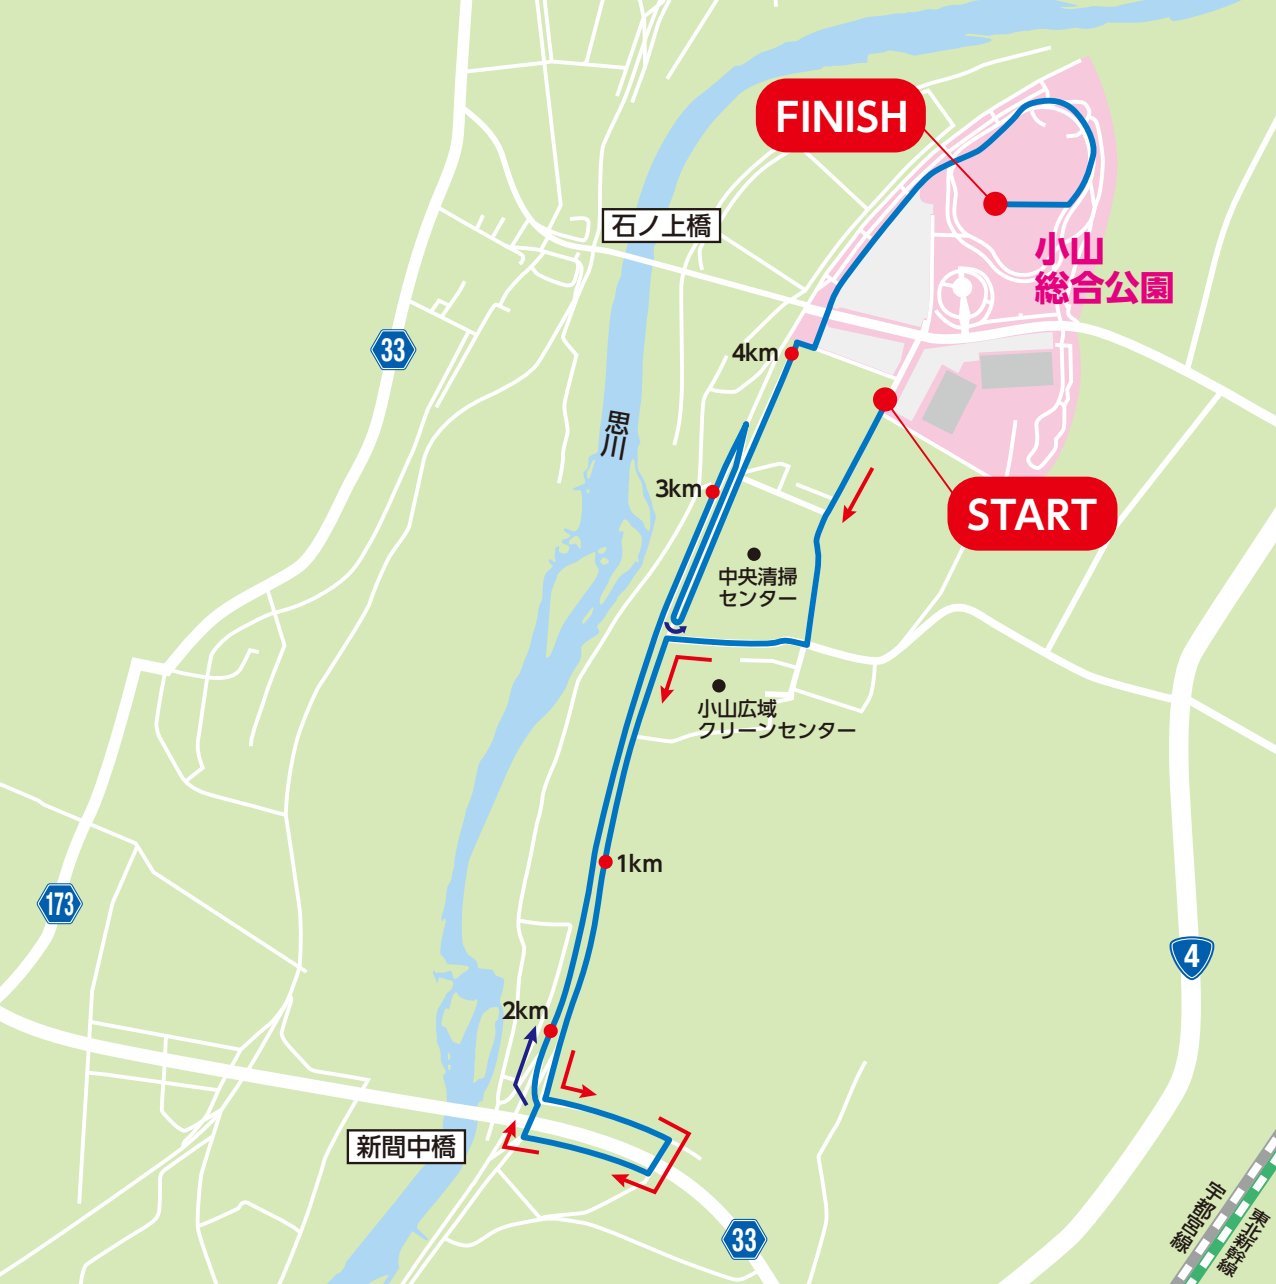 FINISH
石ノ上橋
小山
総合公園
33
4km
思川
3km
START
中央清掃
センター
小山広域
クリーンセンター
1km
173
4
2km
新間中橋
33
宇都宮線
東北新幹線